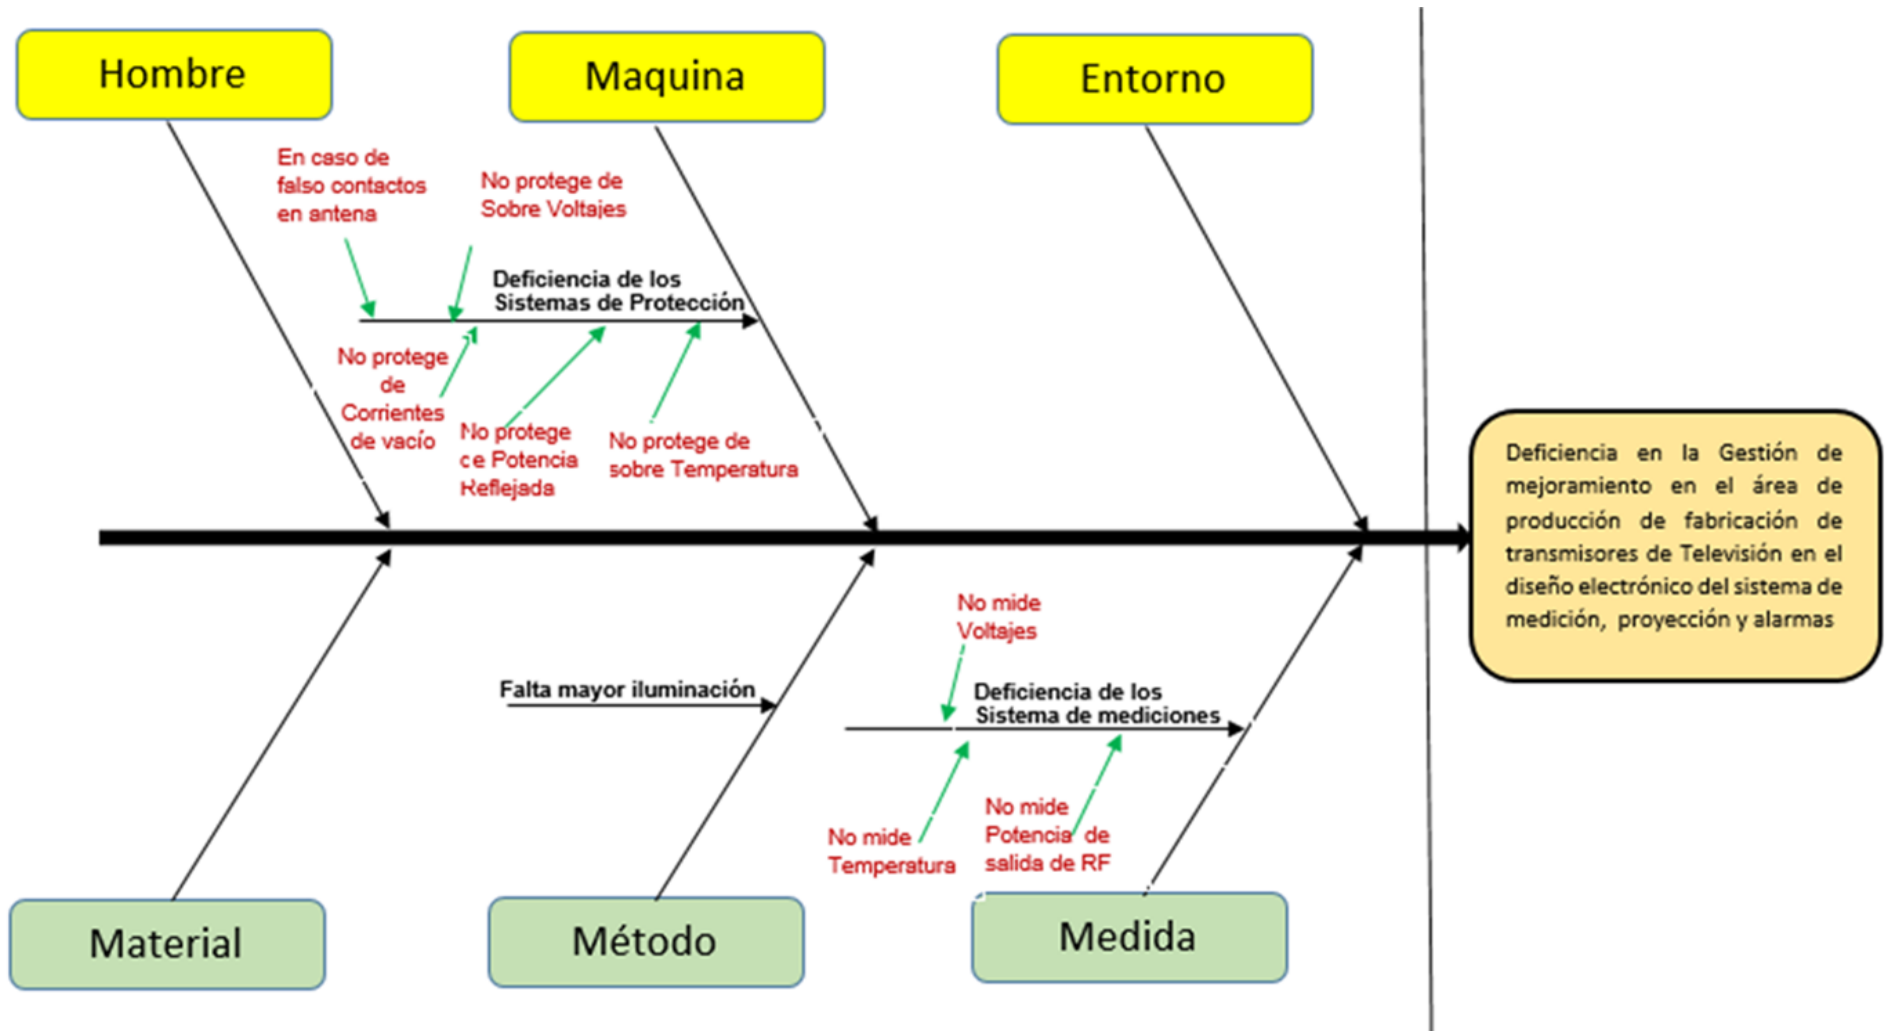 Hombre
Maquina
Entorno
En caso de
falso contactos
en antena
No protege de
Sobre Voltajes
Deficiencia de los
Sistemas de Protección
No protege
de
Corrientes
de vacío
No protege
ce Potencia
Reflejada
No protege de
sobre Temperatura
Deficiencia en la Gestión de
mejoramiento en el área de
producción de fabricación de
transmisores de Televisión en el
diseño electrónico del sistema de
medición, proyección y alarmas
No mide
Voltajes
Falta mayor iluminación
Deficiencia de los
Sistema de mediciones
No mide
Temperatura
No mide
Potencia de
salida de RF
Material
Método
Medida